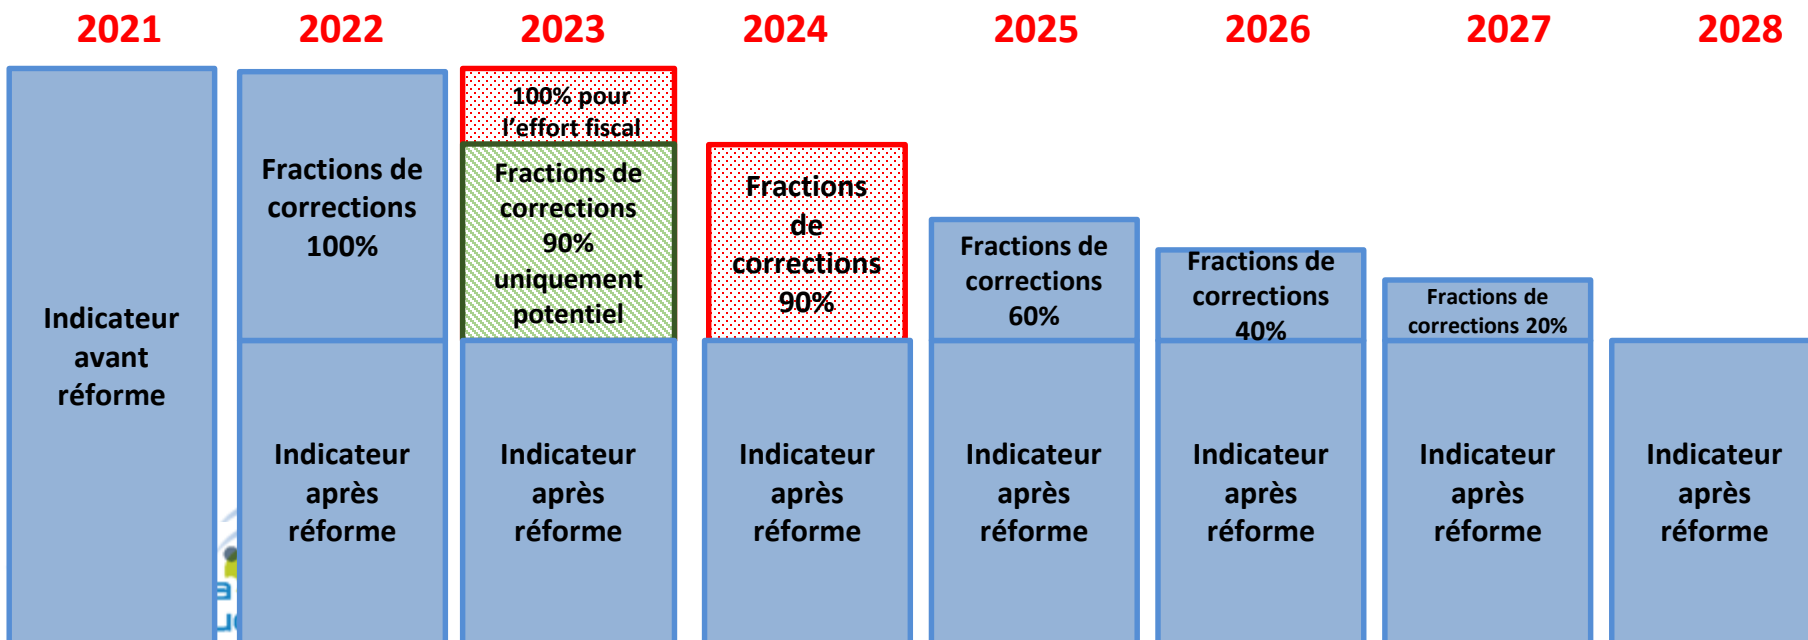 2021 2022 2023 2024 2025 2026 2027 2028
Indicateur
avant
réforme
Fractions de
corrections
100%
Indicateur
après
réforme
100% pour
l'effort fiscal
Fractions de
corrections
90%
uniquement
potentiel
Indicateur
après
réforme
Fractions
de
corrections
90%
Indicateur
après
réforme
Fractions de
corrections
60%
Indicateur
après
réforme
Fractions de
corrections
40%
Indicateur
après
réforme
Fractions de
corrections 20%
Indicateur
après
réforme
Indicateur
après
réforme